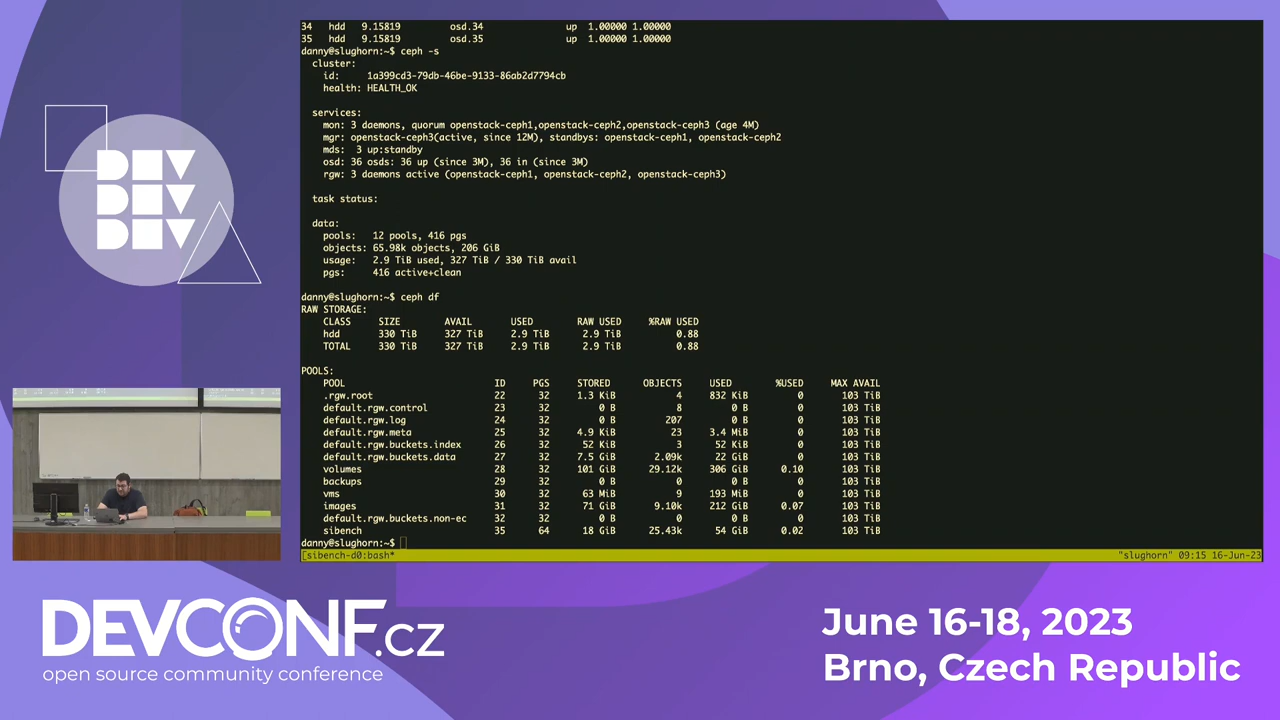 34 hdd 9.15819 osd.34 up 1.00000 1.00000
35 hdd 9.15819 osd.35 up 1.00000 1.00000
danny@slughorn:~$ ceph -s
cluster:
id: 1a399cd3-79db-46be-9133-86ab2d7794cb
health: HEALTH_OK
services:
mon: 3 daemons, quorum openstack-ceph1,openstack-ceph2,openstack-ceph3 (age 4M)
mgr: openstack-ceph3(active, since 12M), standbys: openstack-ceph1, openstack-ceph2
mds: 3 up:standby
osd: 36 osds: 36 up (since 3M), 36 in (since 3M)
rgw: 3 daemons active (openstack-ceph1, openstack-ceph2, openstack-ceph3)
task status:
data:
pools: 12 pools, 416 pgs
objects: 65.98k objects, 206 GiB
usage: 2.9 TiB used, 327 TiB / 330 TiB avail
pgs: 416 active+clean
danny@slughorn:~$ ceph df
RAW STORAGE:
CLASS SIZE AVAIL USED RAW USED %RAW USED
hdd 330 TiB 327 TiB 2.9 TiB 2.9 TiB 0.88
TOTAL 330 TiB 327 TiB 2.9 TiB 2.9 TiB 0.88
POOLS:
POOL ID PGS STORED OBJECTS USED %USED MAX AVAIL
.rgw.root 22 32 1.3 KiB 4 832 KiB 0 103 TiB
default.rgw.control 23 32 0 B 8 0 B 0 103 TiB
default.rgw.log 24 32 0 B 207 0 B 0 103 TiB
default.rgw.meta 25 32 4.9 KiB 23 3.4 MiB 0 103 TiB
default.rgw.buckets.index 26 32 52 KiB 3 52 KiB 0 103 TiB
default.rgw.buckets.data 27 32 7.5 GiB 2.09k 22 GiB 0 103 TiB
volumes 28 32 101 GiB 29.12k 306 GiB 0.10 103 TiB
backups 29 32 0 B 0 0 B 0 103 TiB
vms 30 32 63 MiB 9 193 MiB 0 103 TiB
images 31 32 71 GiB 9.10k 212 GiB 0.07 103 TiB
default.rgw.buckets.non-ec 32 32 0 B 0 0 B 0 103 TiB
sibench 35 64 18 GiB 25.43k 54 GiB 0.02 103 TiB
danny@slughorn:~$
[sibench-d0:bash* "slughorn" 09:15 16-Jun-23
DEV
DEV
DEV
DEVCONF.cz
open source community conference
June 16-18, 2023
Brno, Czech Republic